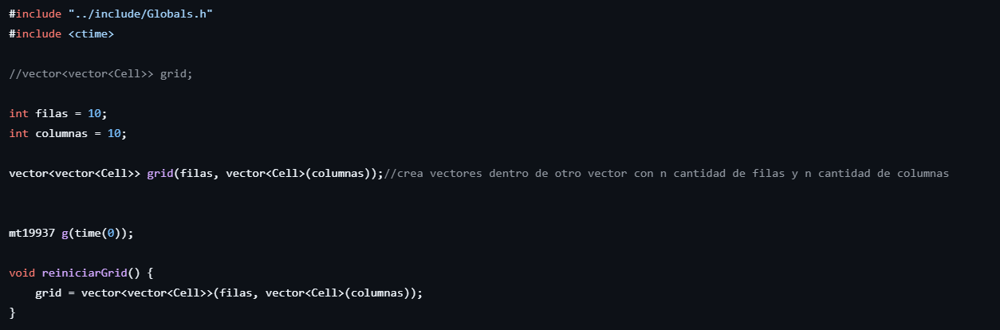 #include "../include/Globals.h"
#include <ctime>
//vector<vector<Cell>> grid;
int filas = 10;
int columnas = 10;
vector<vector<Cell>> grid(filas, vector<Cell>(columnas));//crea vectores dentro de otro vector con n cantidad de filas y n cantidad de columnas
mt19937 g(time(0));
void reiniciarGrid() {
    grid = vector<vector<Cell>>(filas, vector<Cell>(columnas));
}